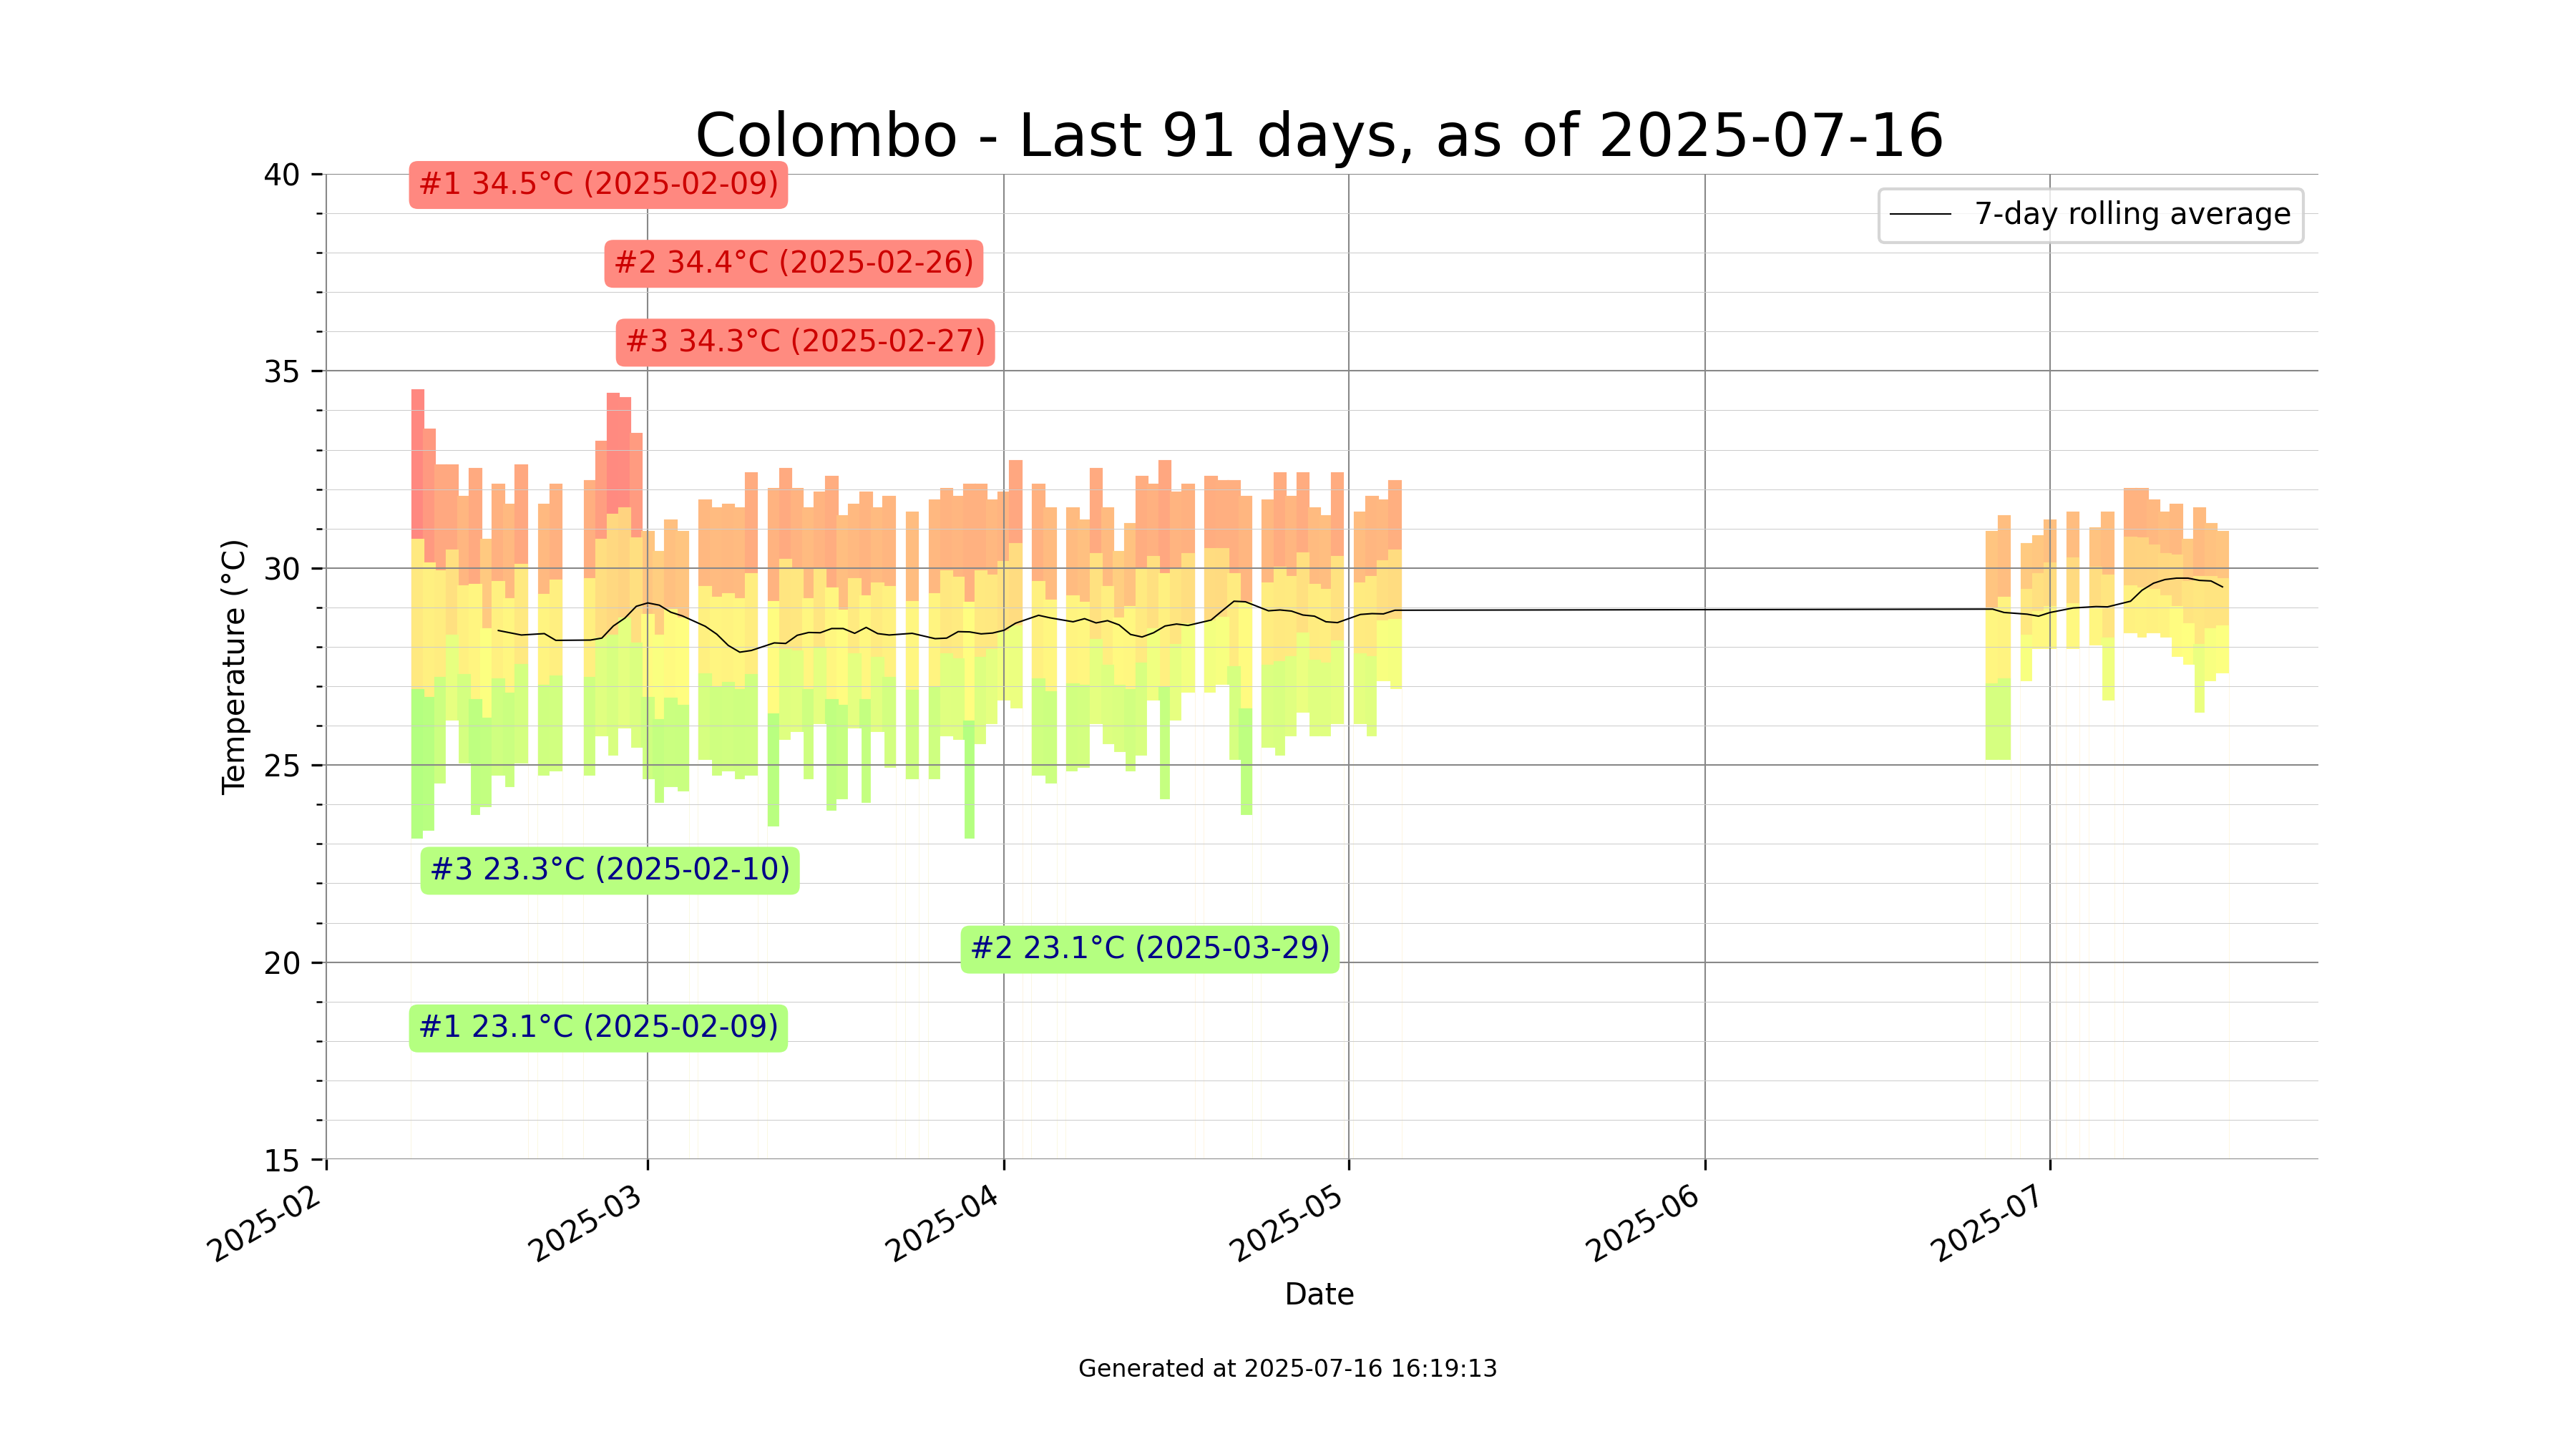 Colombo - Last 91 days, as of 2025-07-16
40
#1 34.5°C (2025-02-09)
7-day rolling average
#2 34.4°C (2025-02-26)
#3 34.3°C (2025-02-27)
35
30
Temperature (°C)
25
#3 23.3°C (2025-02-10)
#2 23.1°C (2025-03-29)
20
#1 23.1°C (2025-02-09)
15
2025-02
2025-03
2025-04
2025-05
2025-06
2025-07
Date
Generated at 2025-07-16 16:19:13